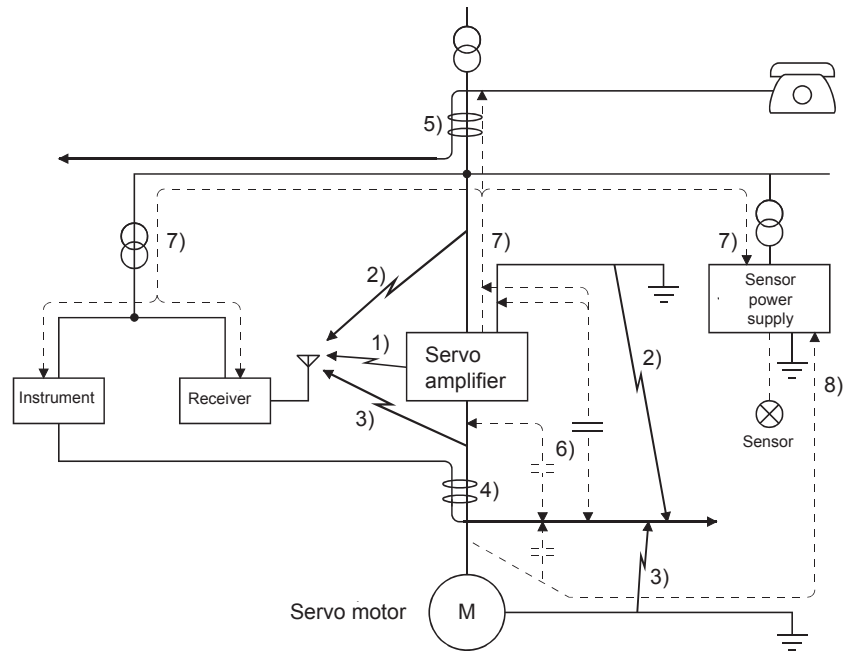 5)
7)
7)
7)
2)
Sensor
power
supply
1)
Servo
amplifier
2)
8)
Instrument
Receiver
3)
6)
Sensor
4)
3)
Servo motor
M